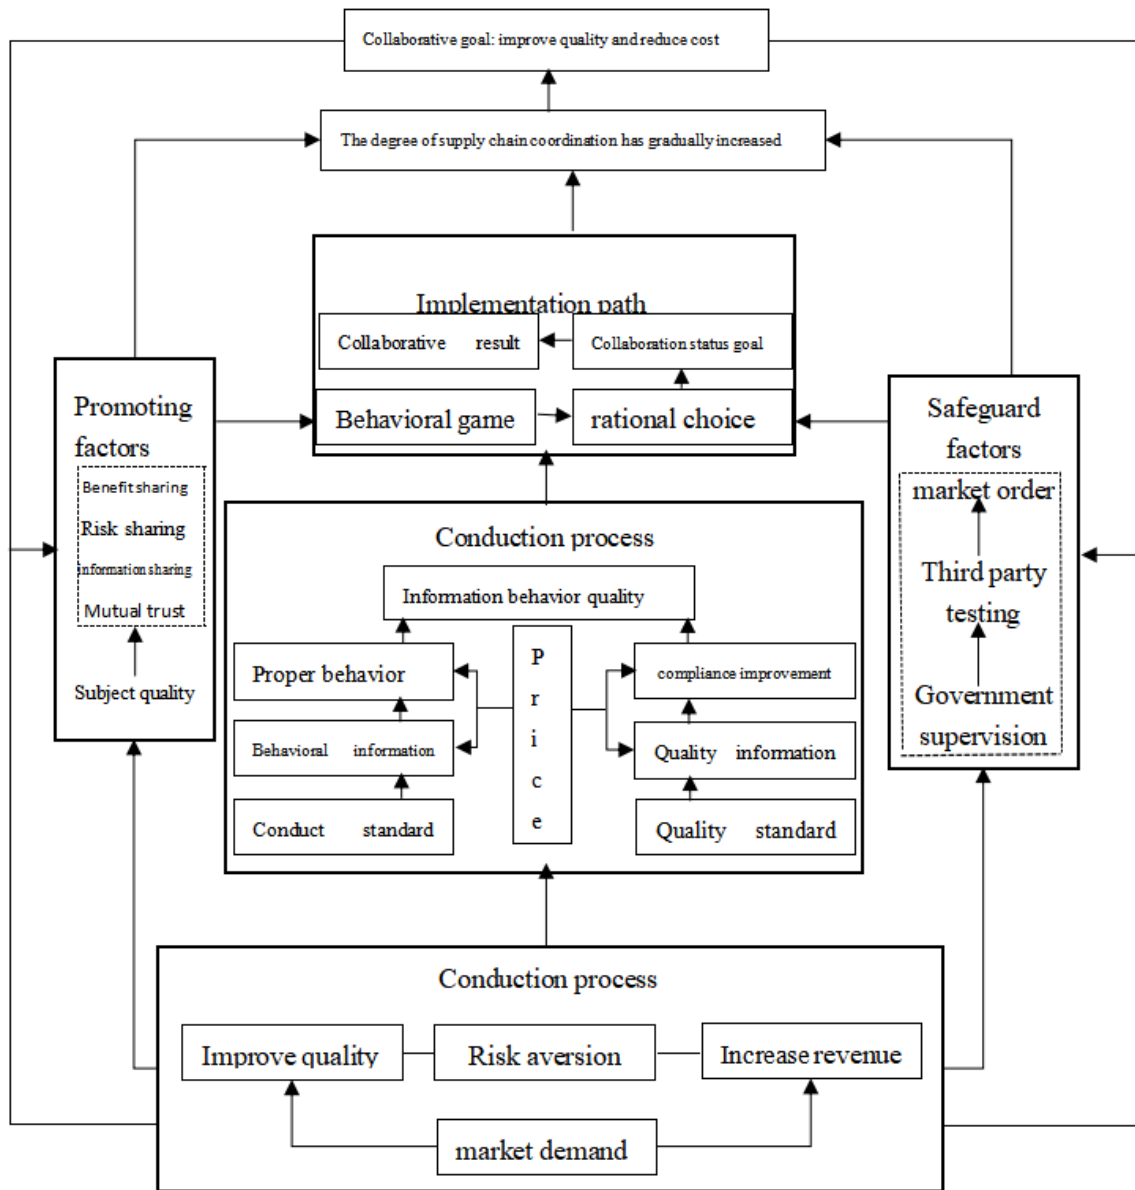 Collaborative goal: improve quality and reduce cost
The degree of supply chain coordination has gradually increased
Implementation path
Collaborative result
Collaboration status goal
Behavioral game
rational choice
Promoting
factors
Benefit sharing
Risk sharing
Information sharing
Mutual trust
Subject quality
Safeguard
factors
market order
Third party
testing
Government
supervision
Conduction process
Information behavior quality
Proper behavior
Behavioral information
Conduct standard
P
r
i
c
e
compliance improvement
Quality information
Quality standard
Conduction process
Improve quality
Risk aversion
Increase revenue
market demand